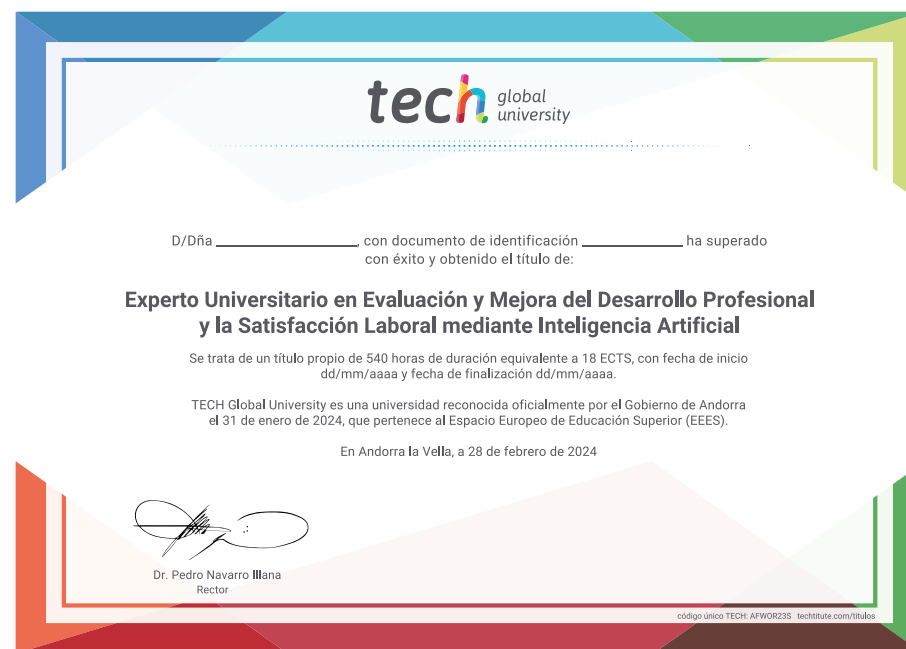 tech global university
D/Dña ________________, con documento de identificación ____________ ha superado
con éxito y obtenido el título de:
Experto Universitario en Evaluación y Mejora del Desarrollo Profesional
y la Satisfacción Laboral mediante Inteligencia Artificial
Se trata de un título propio de 540 horas de duración equivalente a 18 ECTS, con fecha de inicio
dd/mm/aaaa y fecha de finalización dd/mm/aaaa.
TECH Global University es una universidad reconocida oficialmente por el Gobierno de Andorra
el 31 de enero de 2024, que pertenece al Espacio Europeo de Educación Superior (EEES).
En Andorra la Vella, a 28 de febrero de 2024
Dr. Pedro Navarro Illana
Rector
código único TECH: AFWOR23S techtitute.com/titulos